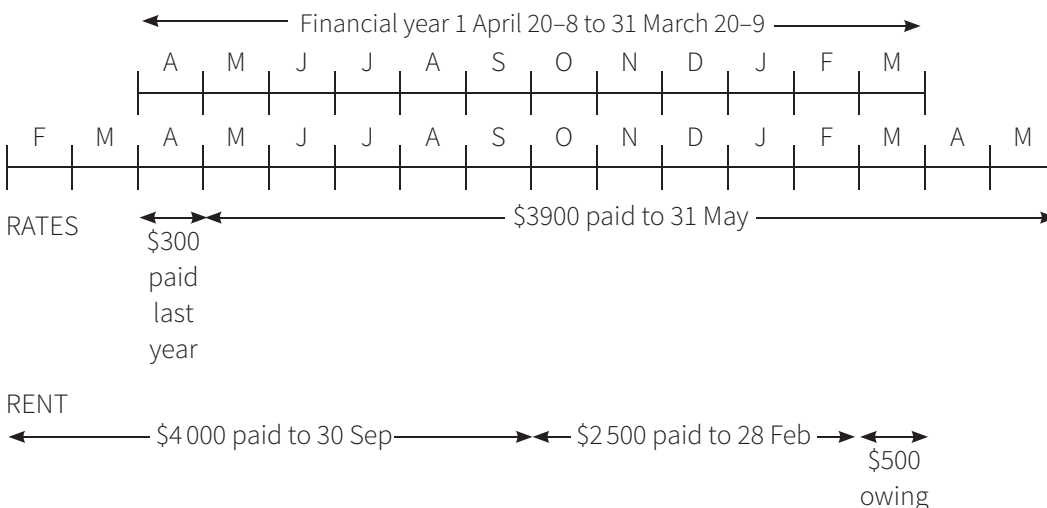 Financial year 1 April 20–8 to 31 March 20–9
A M J J A S O N D J F M
F M A M J J A S O N D J F M A M
RATES
$3900 paid to 31 May
$300
paid
last
year
RENT
$4 000 paid to 30 Sep
$2 500 paid to 28 Feb
$500
owing